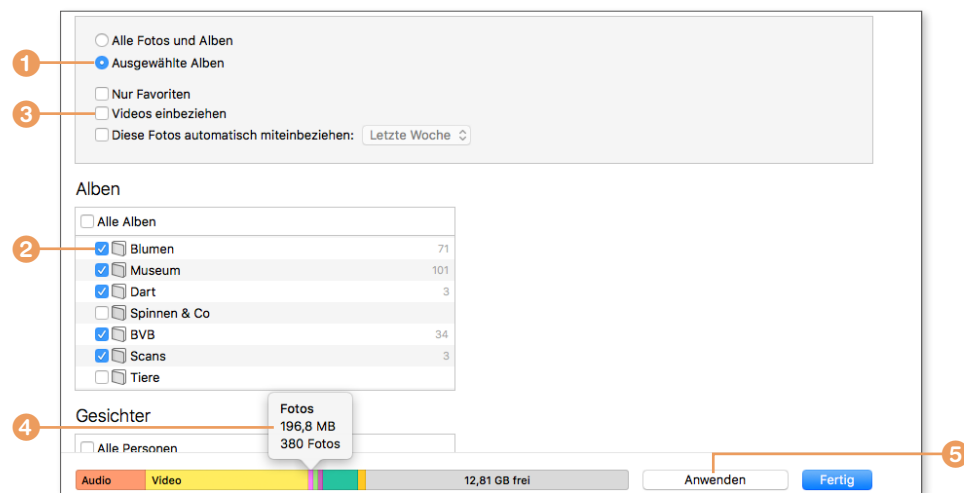 Alle Fotos und Alben
1 Ausgewählte Alben
Nur Favoriten
3 Videos einbeziehen
Diese Fotos automatisch miteinbeziehen: Letzte Woche
Alben
Alle Alben
2 Blumen 71
Museum 101
Dart 3
Spinnen & Co
BVB 34
Scans 3
Tiere
Gesichter
Fotos
4 196,8 MB
380 Fotos
Alle Personen
5
Audio Video 12,81 GB frei Anwenden Fertig